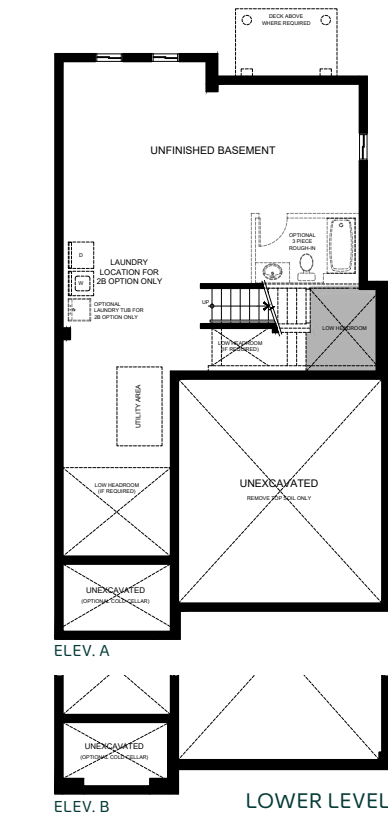 DECK ABOVE
WHERE REQUIRED
UNFINISHED BASEMENT
OPTIONAL
3 PIECE
ROUGH-IN
D
LAUNDRY
LOCATION FOR
2B OPTION ONLY
W
OPTIONAL
LAUNDRY TUB FOR
2B OPTION ONLY
UP
LOW HEADROOM
LOW HEADROOM
(IF REQUIRED)
UTILITY AREA
UNEXCAVATED
REMOVE TOP SOIL ONLY
LOW HEADROOM
(IF REQUIRED)
UNEXCAVATED
(OPTIONAL COLD CELLAR)
ELEV. A
UNEXCAVATED
(OPTIONAL COLD CELLAR)
ELEV. B
LOWER LEVEL